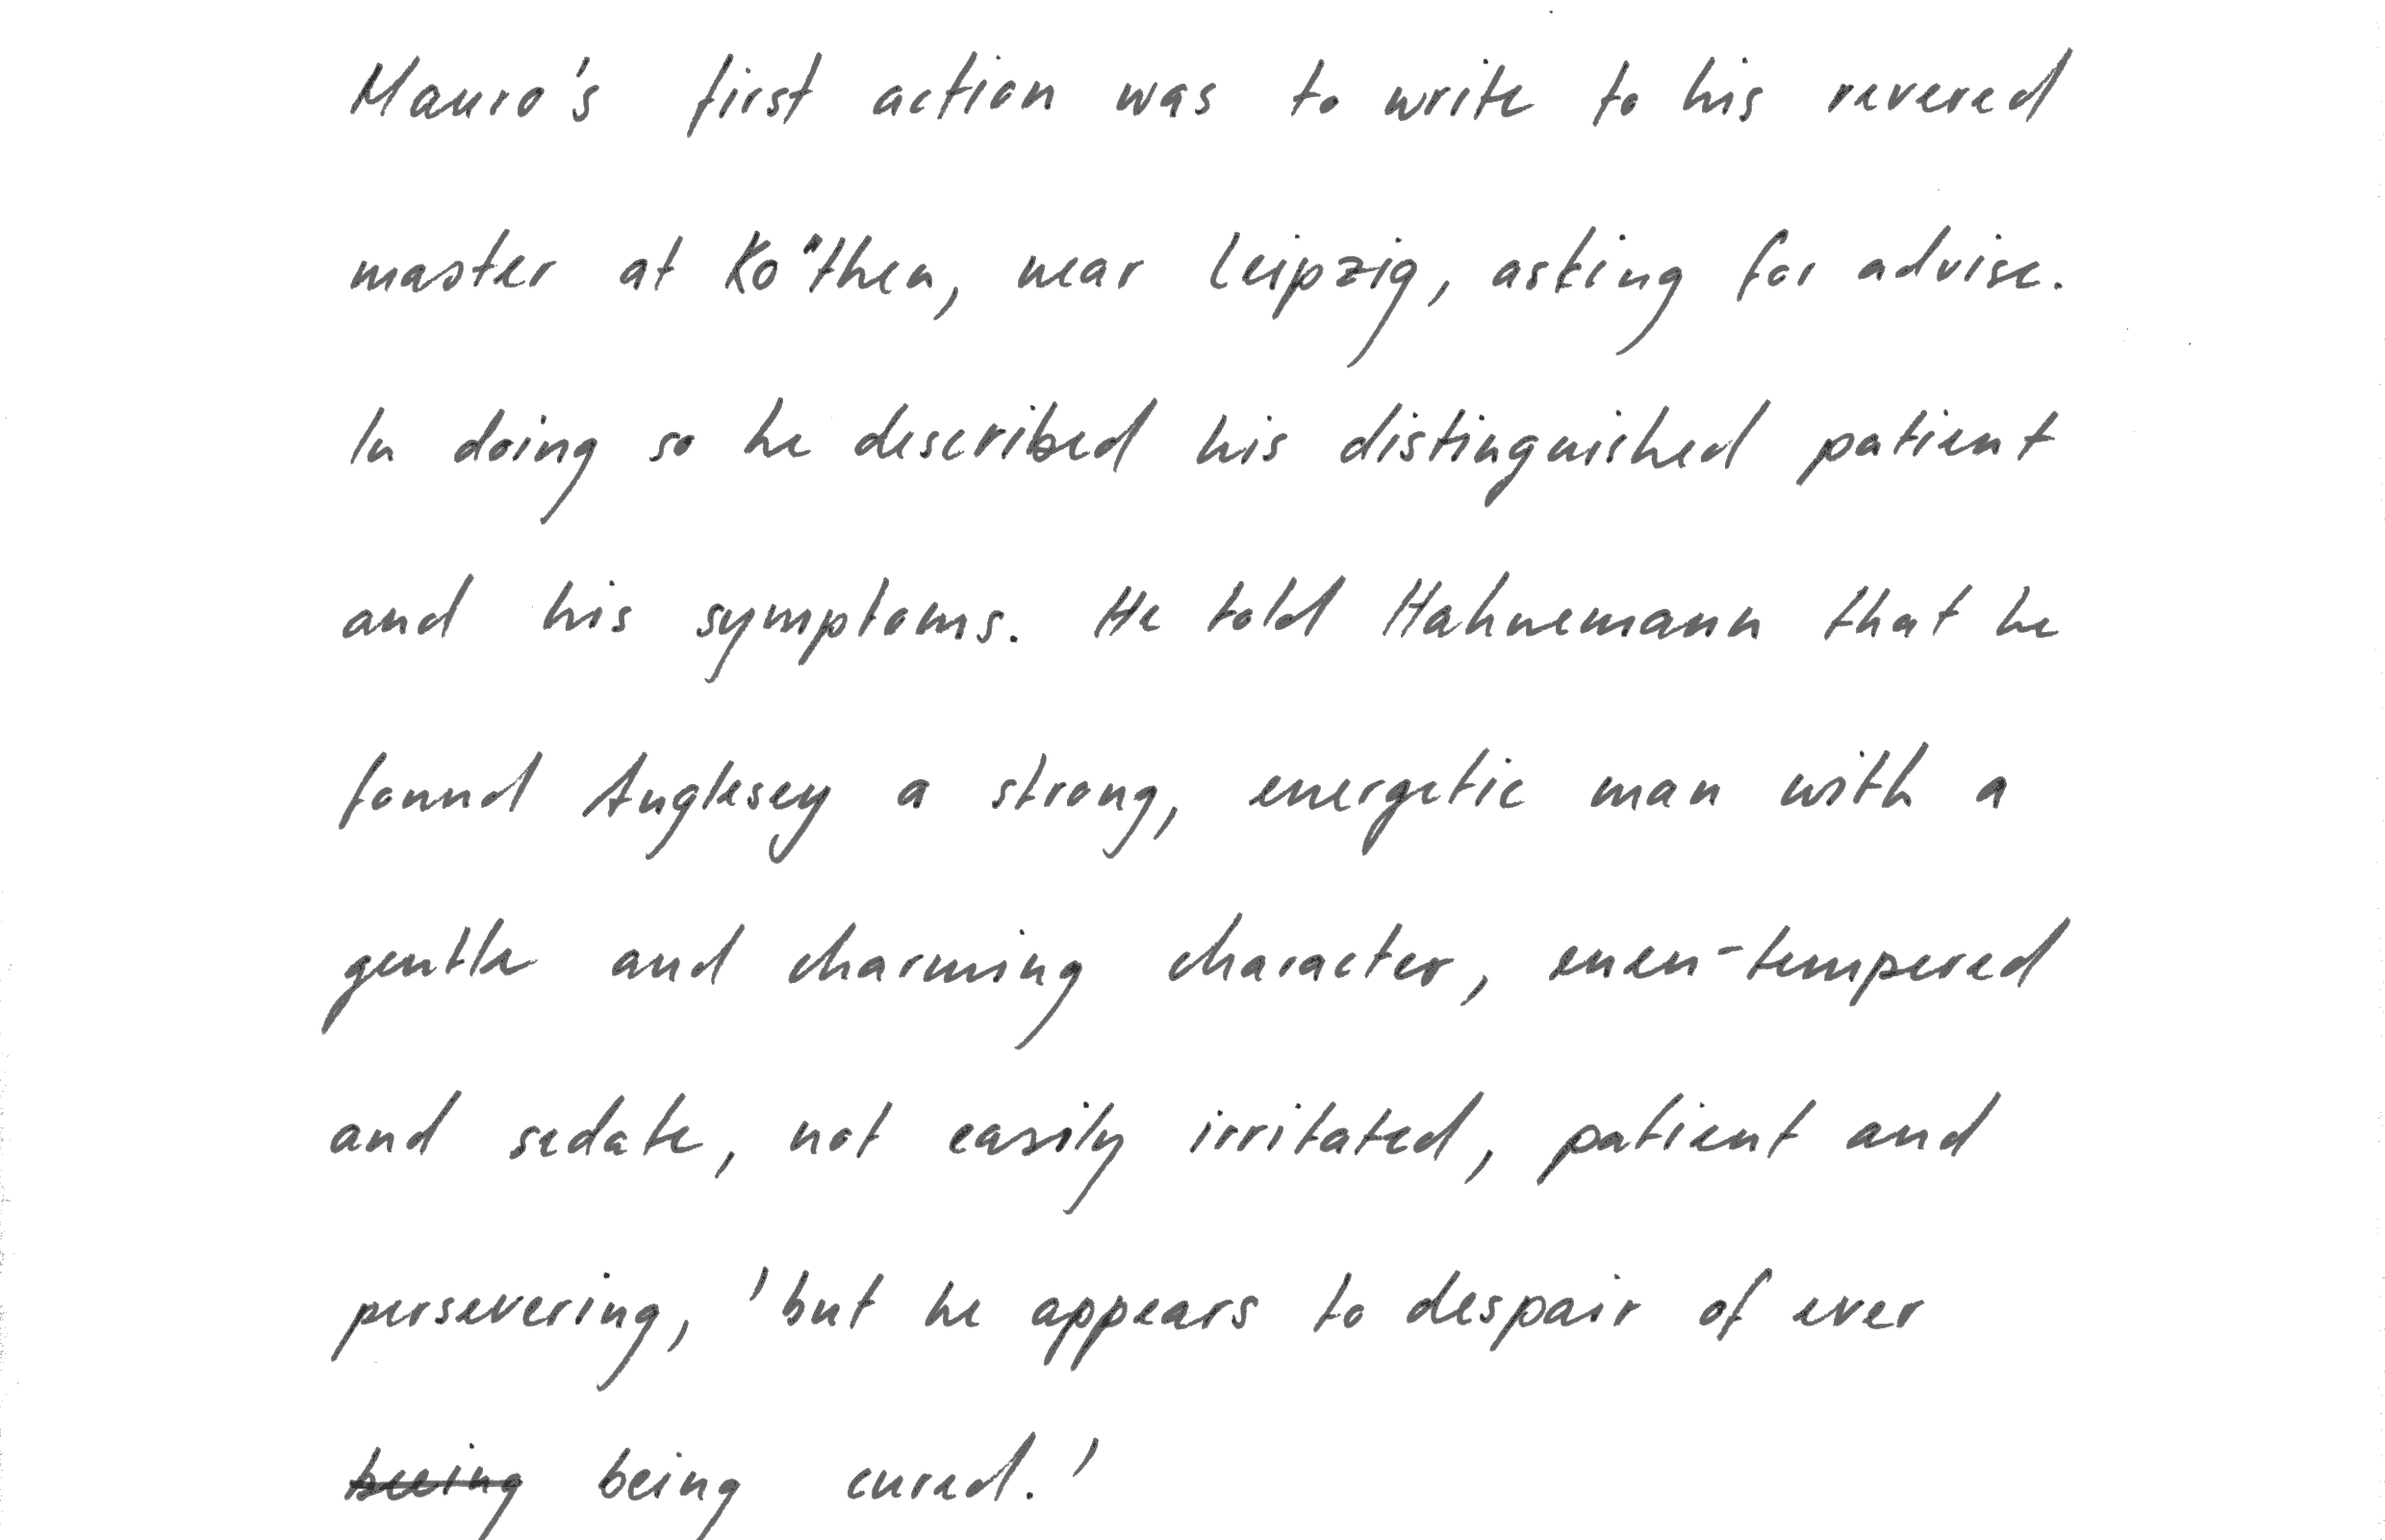 Mauro's first action was to write to his revered
master at Köthen, near Leipzig, asking for advise.
In doing so he described his distinguished patient
and his symptoms. He told Hahnemann that he
found Anglesey a strong, energetic man with a
gentle and charming character, even-tempered
and sedate, not easily irritated, patient and
persevering, 'but he appears to despair of ever
being cured.'